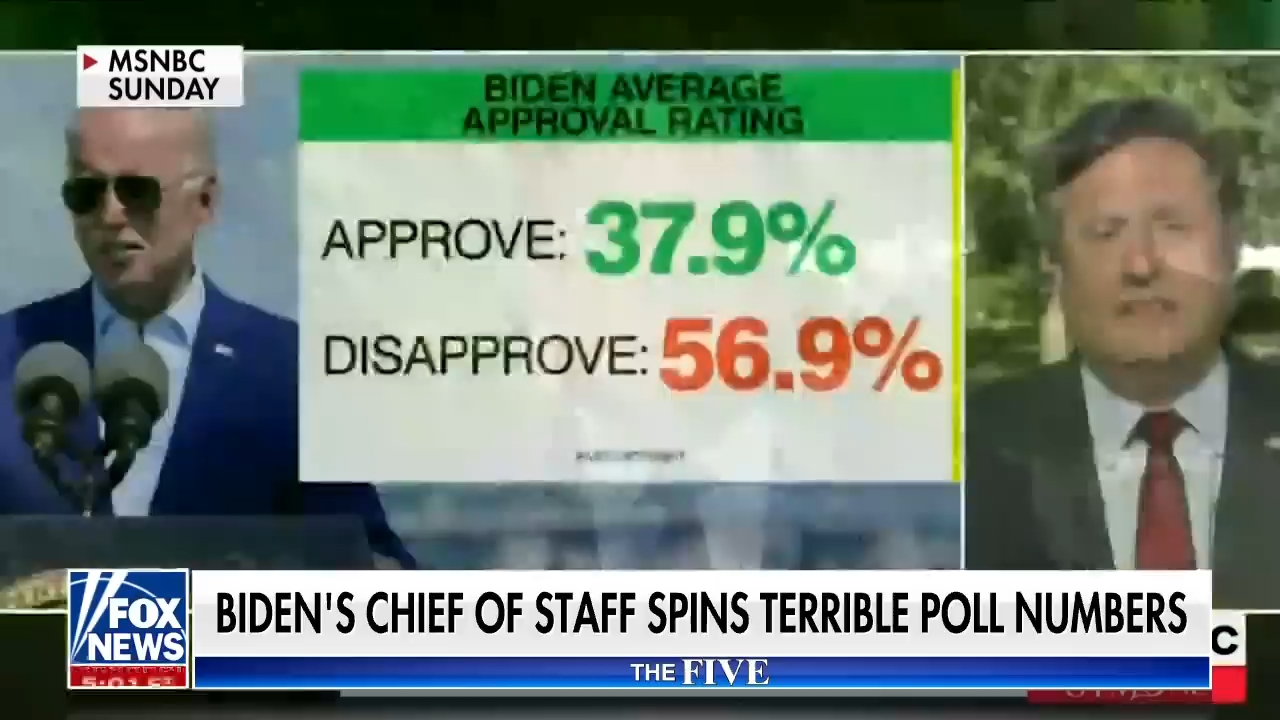 MSNBC
SUNDAY
BIDEN AVERAGE
APPROVAL RATING
APPROVE: 37.9%
DISAPPROVE: 56.9%
FOX
NEWS
BIDEN'S CHIEF OF STAFF SPINS TERRIBLE POLL NUMBERS
THE FIVE
C